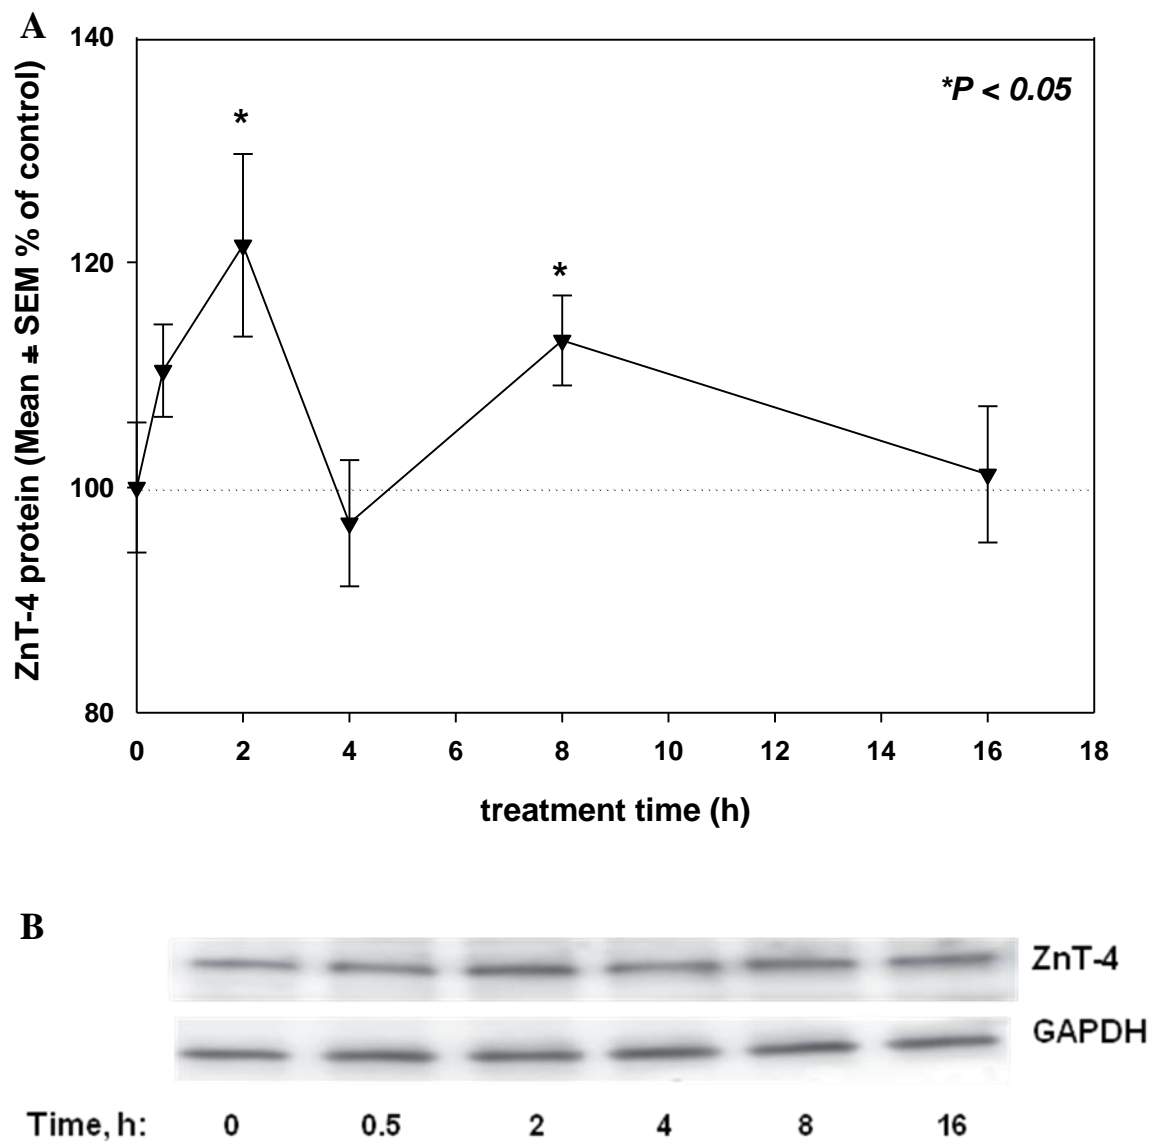 A
140
120
100
80
ZnT-4 protein (Mean ± SEM % of control)
*P < 0.05
*
*
0 2 4 6 8 10 12 14 16 18
treatment time (h)
B
ZnT-4
GAPDH
Time, h: 0 0.5 2 4 8 16